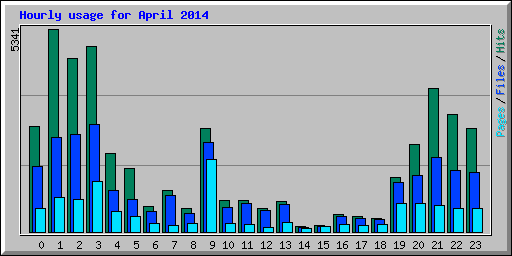 Hourly usage for April 2014
5341
Pages/Files/Hits
0 1 2 3 4 5 6 7 8 9 10 11 12 13 14 15 16 17 18 19 20 21 22 23